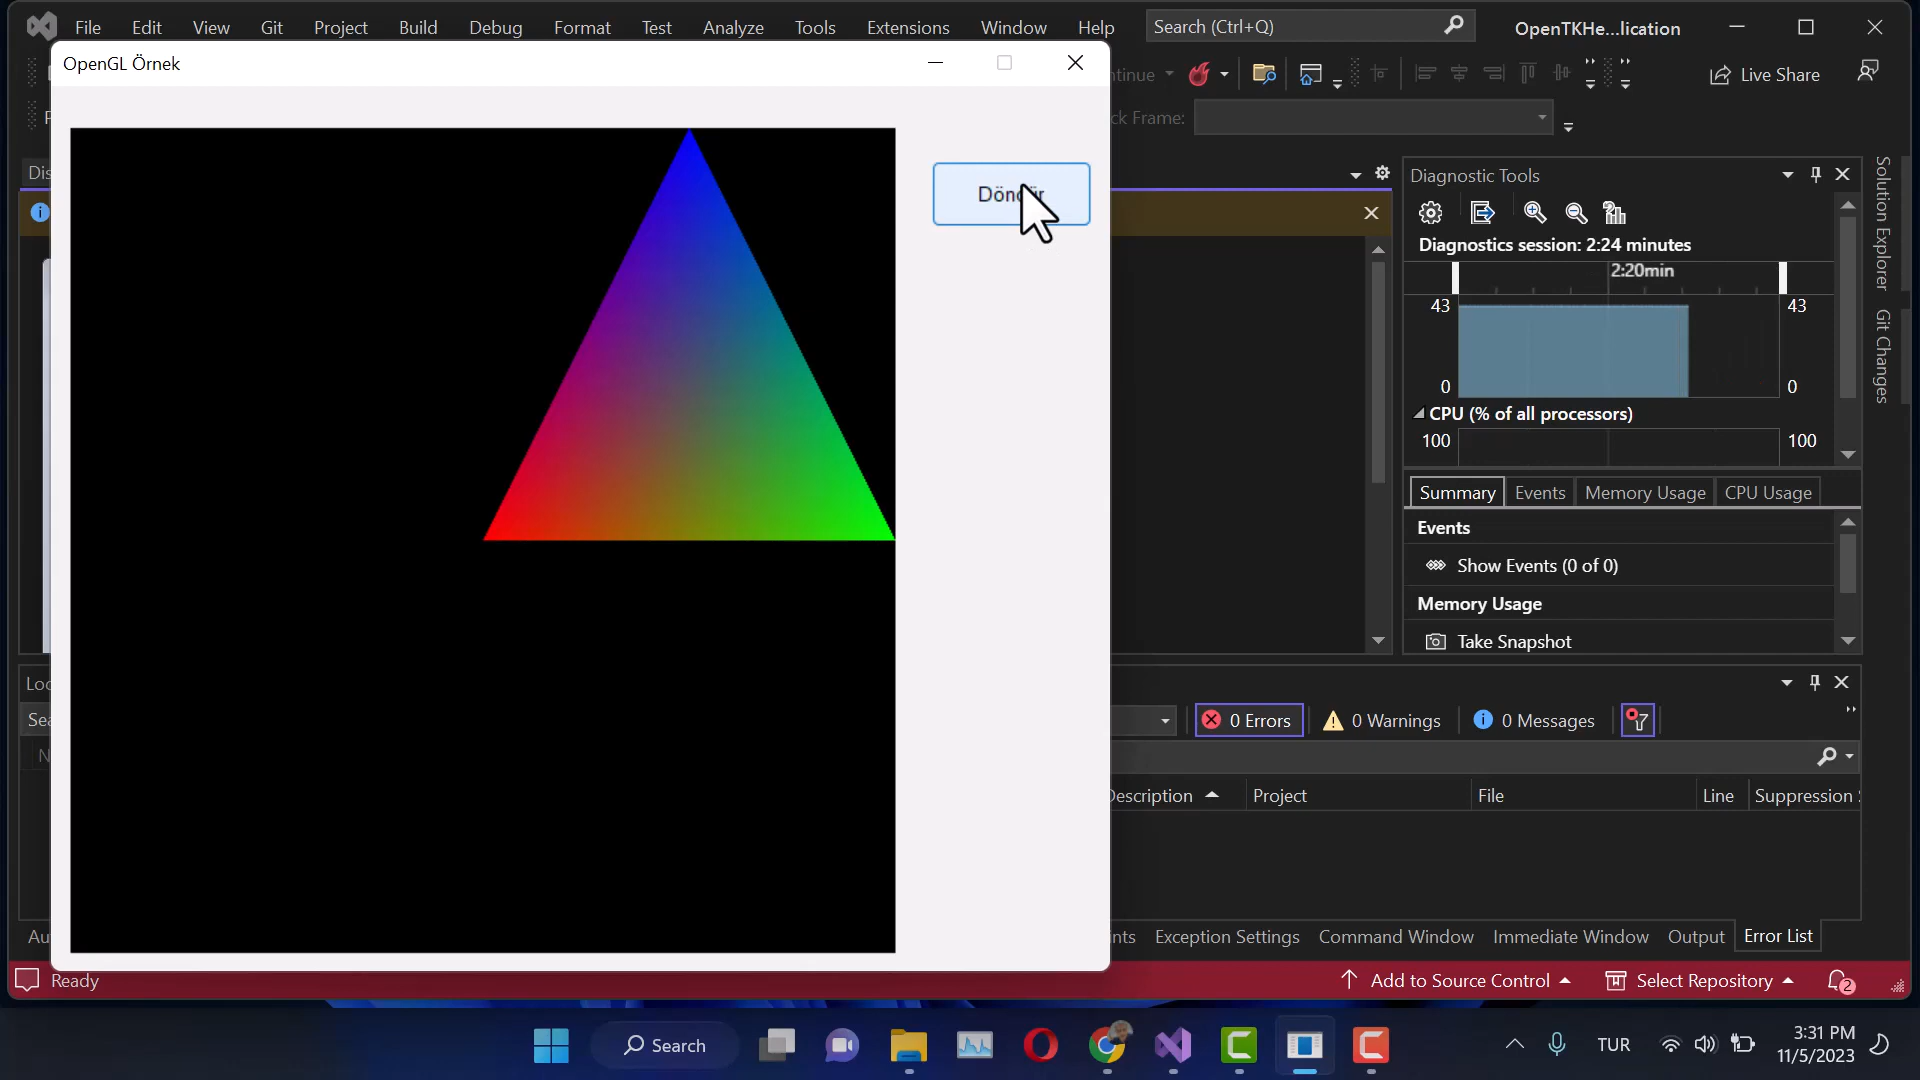 File Edit View Git Project Build Debug Format Test Analyze Tools Extensions Window Help Search (Ctrl+Q) OpenTKHe...lication
OpenGL Örnek
Live Share
Frame:
Diagnostic Tools
Diagnostics session: 2:24 minutes
2:20min
43 43
0 0
CPU (% of all processors)
100 100
Summary Events Memory Usage CPU Usage
Events
Show Events (0 of 0)
Memory Usage
Take Snapshot
Solution Explorer
Git Changes
0 Errors 0 Warnings 0 Messages
Description Project File Line Suppression
Exception Settings Command Window Immediate Window Output Error List
Ready Add to Source Control Select Repository 2
Search TUR 3:31 PM
11/5/2023